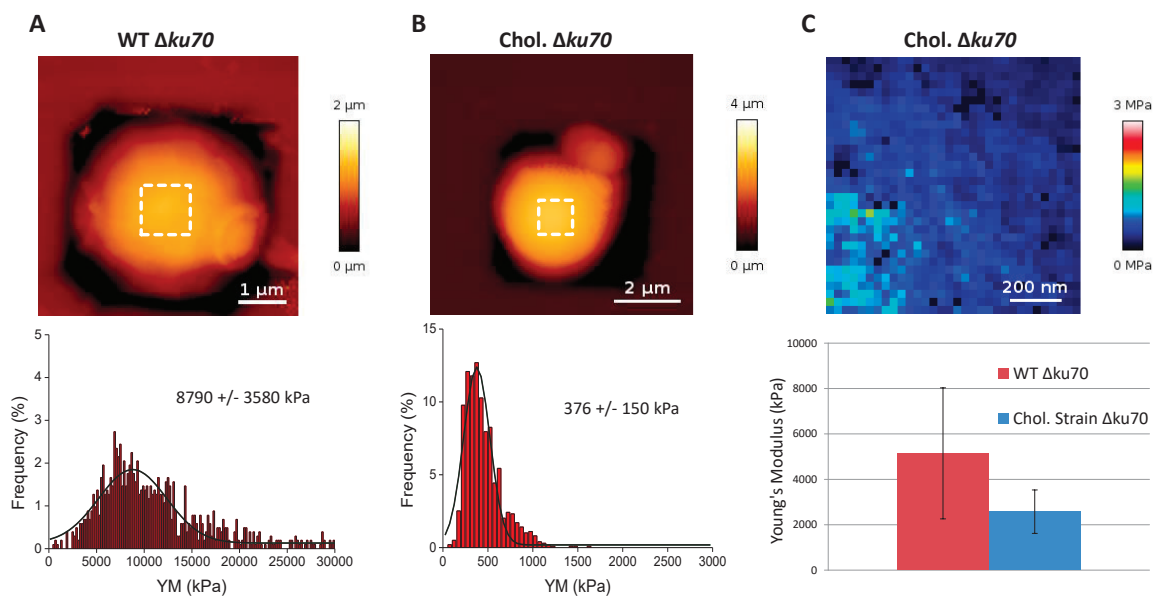 A
WT Δku70
2 μm
0 μm
1 μm
B
Chol. Δku70
4 μm
0 μm
2 μm
C
Chol. Δku70
3 MPa
0 MPa
200 nm
5
4
3
2
1
0
Frequency (%)
8790 +/- 3580 kPa
0
5000
10000
15000
20000
25000
30000
YM (kPa)
15
10
5
0
Frequency (%)
376 +/- 150 kPa
0
500
1000
1500
2000
3000
YM (kPa)
10000
8000
6000
4000
2000
0
Young's Modulus (kPa)
WT Δku70
Chol. Strain Δku70